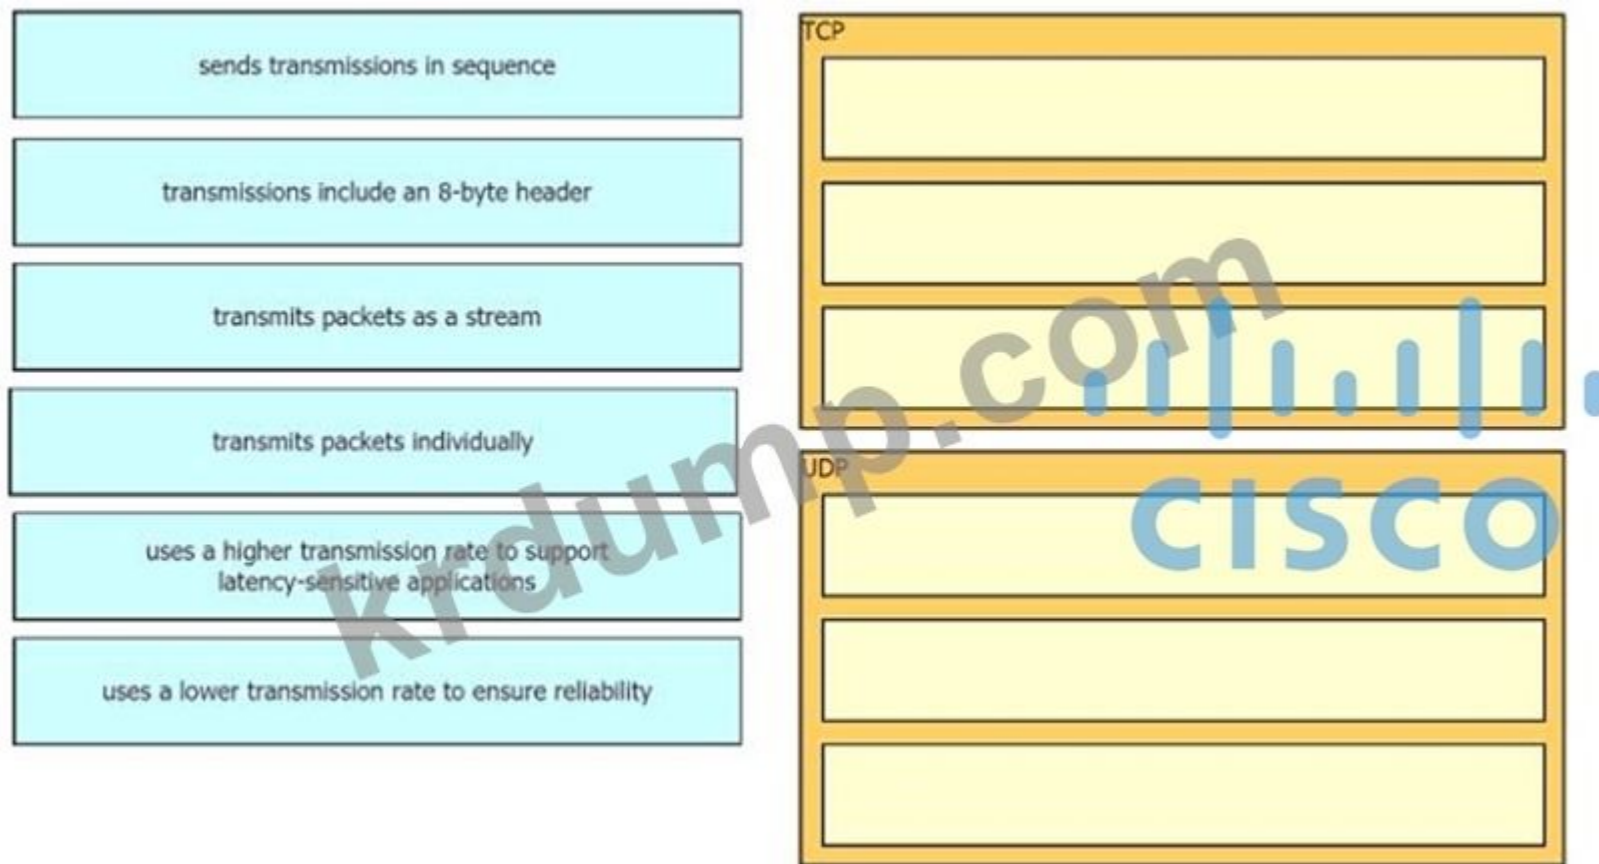 sends transmissions in sequence
transmissions include an 8-byte header
transmits packets as a stream
transmits packets individually
uses a higher transmission rate to support
latency-sensitive applications
uses a lower transmission rate to ensure reliability
TCP
UDP
krdump.com
CISCO